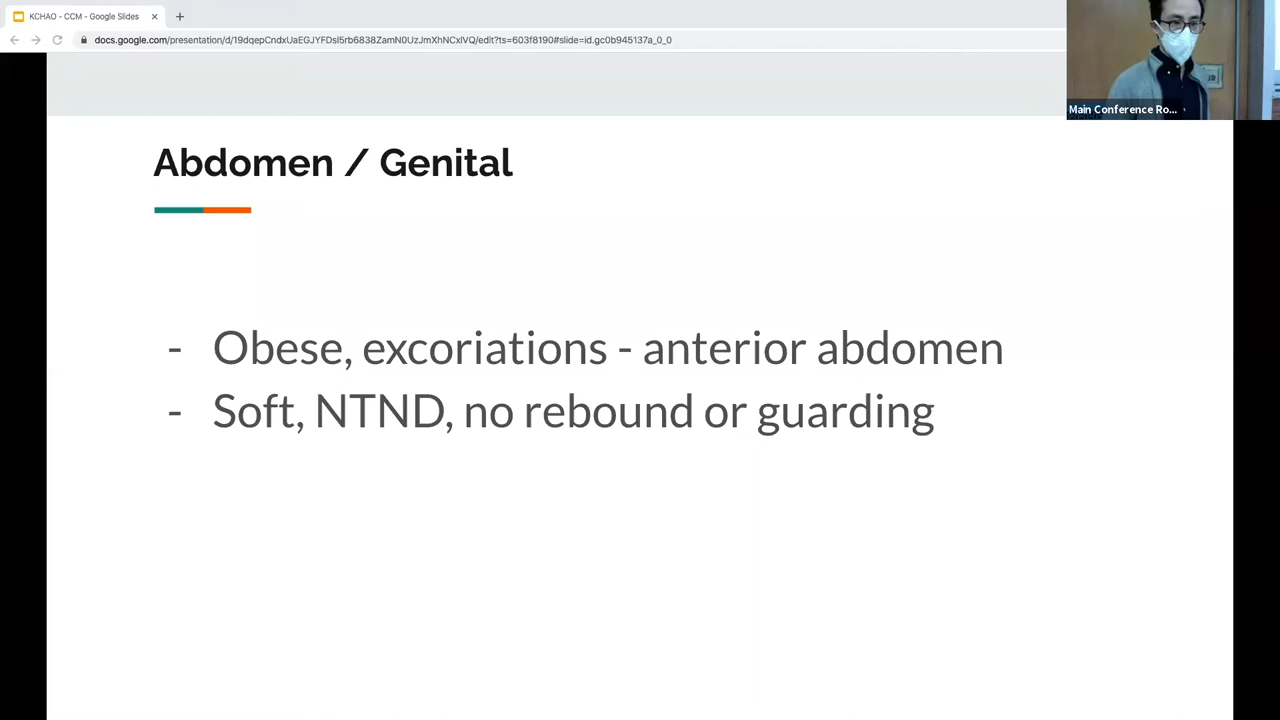 KCHAO - CCM - Google Slides
docs.google.com/presentation/d/19dqepCndxUaEGJYFDsl5rb6838ZamN0UzJmXhNCxlVQ/edit?ts=603f8190#slide=id.gc0b945137a_0_0
Main Conference Ro...
Abdomen / Genital
- Obese, excoriations - anterior abdomen
- Soft, NTND, no rebound or guarding